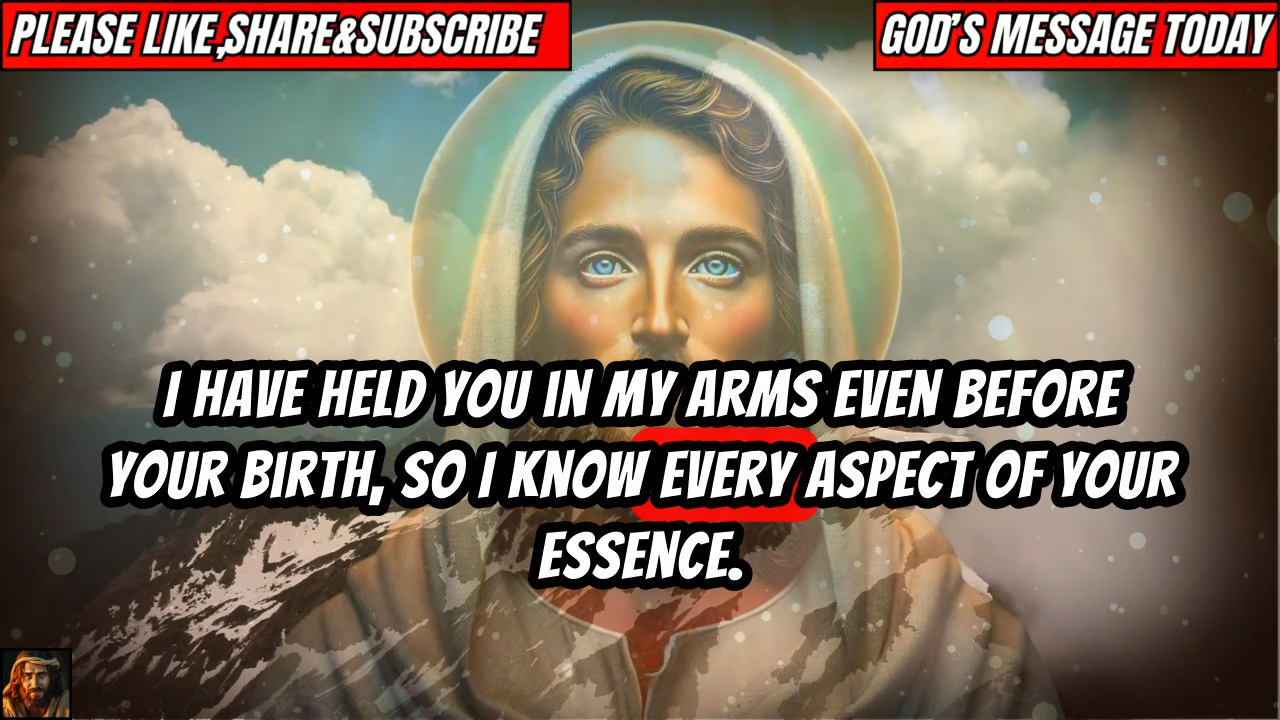 PLEASE LIKE,SHARE&SUBSCRIBE
GOD'S MESSAGE TODAY
I HAVE HELD YOU IN MY ARMS EVEN BEFORE
YOUR BIRTH, SO I KNOW EVERY ASPECT OF YOUR
ESSENCE.